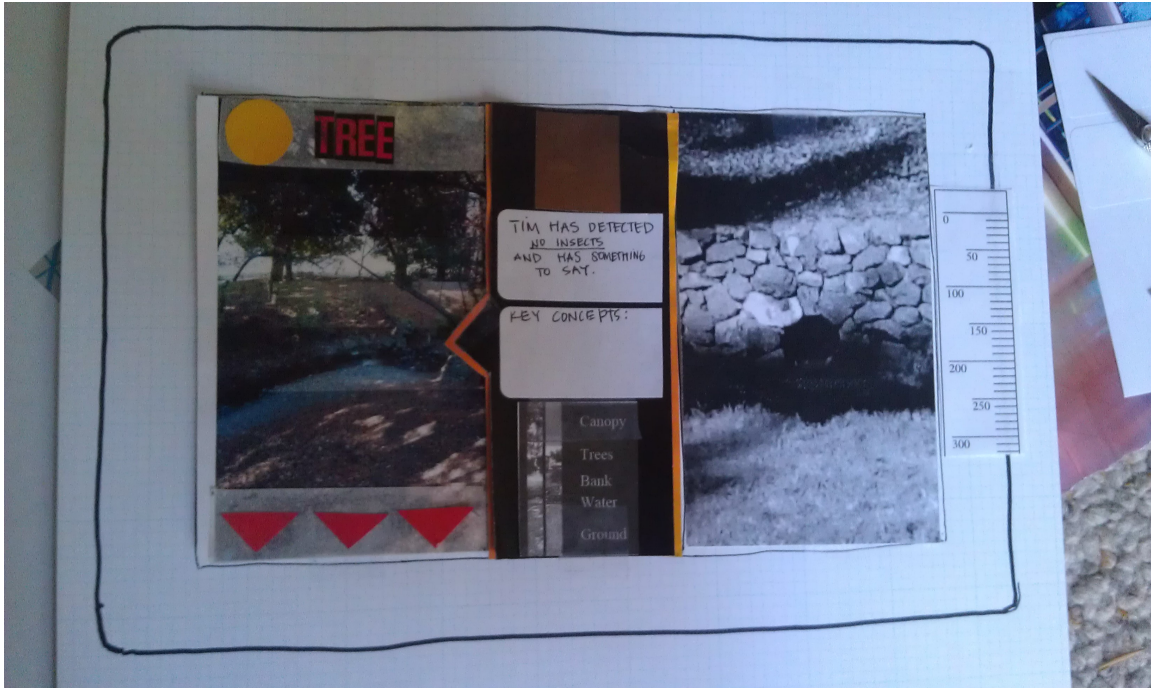 TREE
TIM HAS DETECTED
NO INSECTS
AND HAS SOMETHING
TO SAY.
KEY CONCEPTS:
Canopy
Trees
Bank
Water
Ground
0
50
100
150
200
250
300